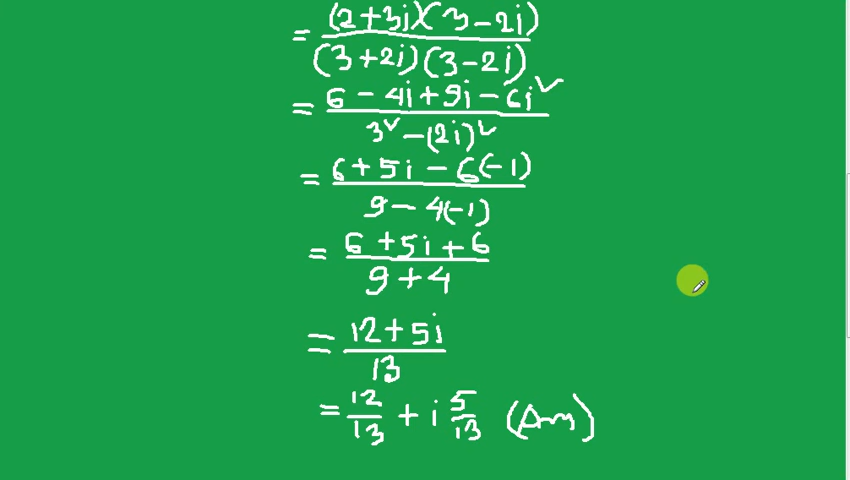 = (2+3i)(3-2i) / (3+2i)(3-2i)
= 6-4i+9i-6i² / 3²-(2i)²
= 6+5i-6(-1) / 9-4(-1)
= 6+5i+6 / 9+4
= 12+5i / 13
= 12/13 + i 5/13 (Ans)